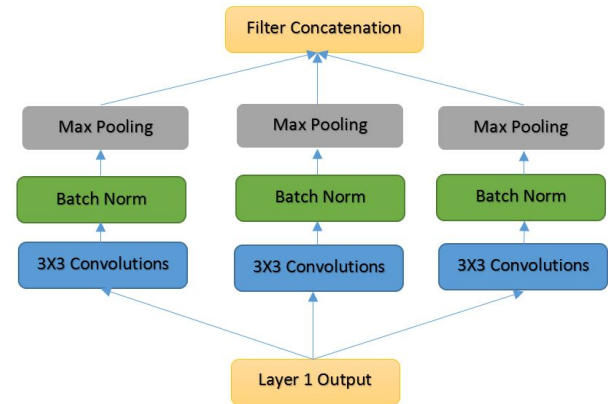 Filter Concatenation
Max Pooling
Max Pooling
Max Pooling
Batch Norm
Batch Norm
Batch Norm
3X3 Convolutions
3X3 Convolutions
3X3 Convolutions
Layer 1 Output